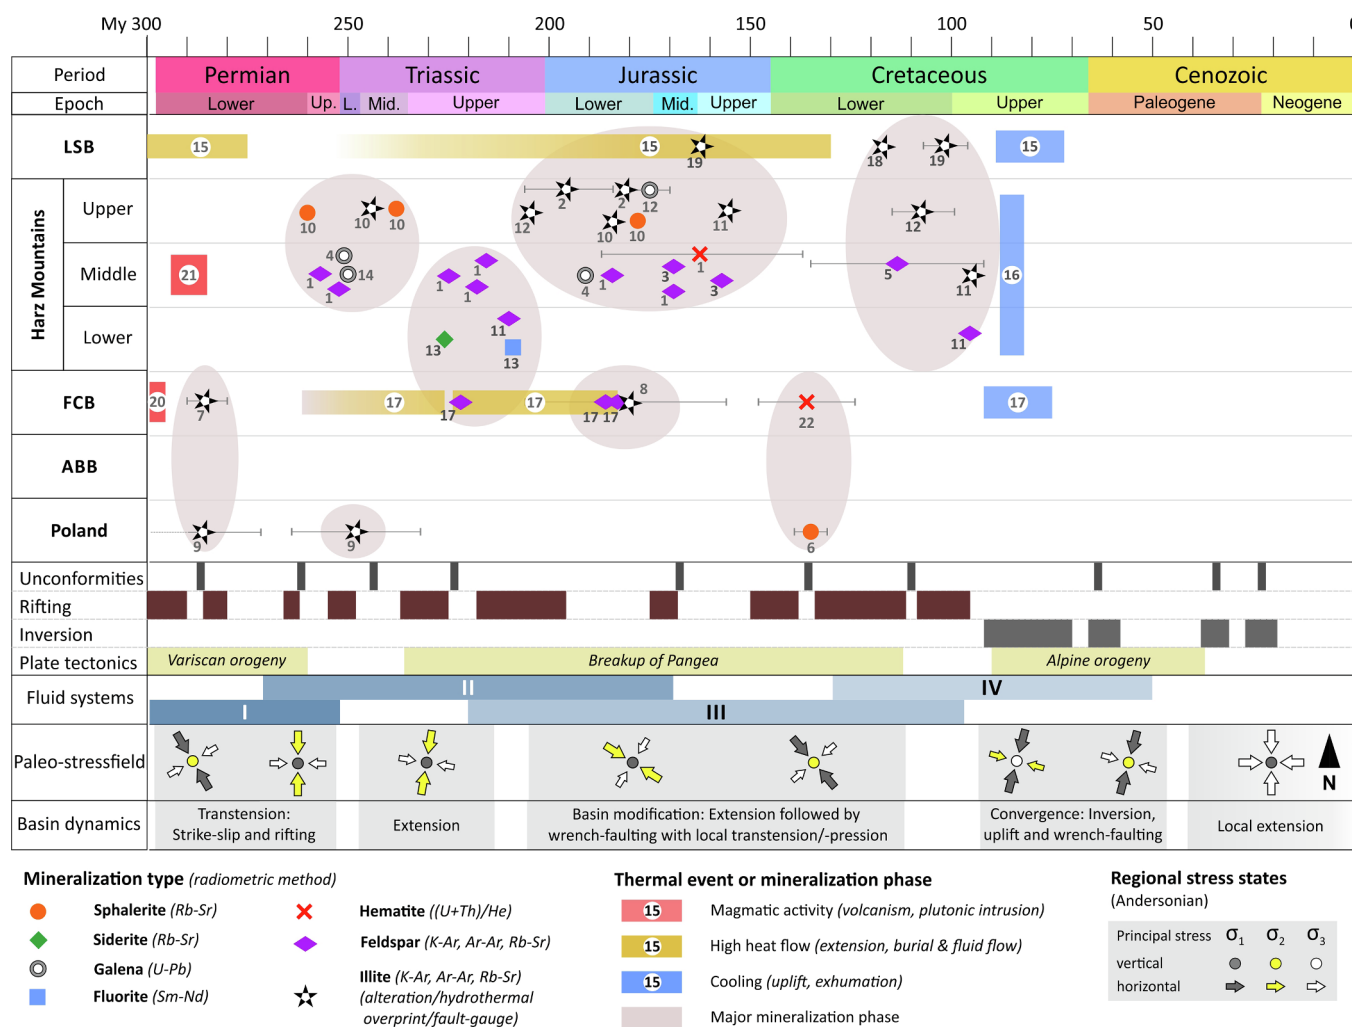 My 300 250 200 150 100 50 0
Period Permian Triassic Jurassic Cretaceous Cenozoic
Epoch Lower Up. L. Mid. Upper Lower Mid. Upper Lower Upper Paleogene Neogene
LSB 15 15 19 18 19 15
Harz Mountains
Upper 10 10 10 12 2 2 12 10 10 11 12
Middle 21 4 14 1 1 1 1 1 4 1 3 1 1 3 5 11 16
Lower 13 11 13 11
FCB 20 7 17 17 17 17 17 8 22 17
ABB
Poland 9 9 6
Unconformities
Rifting
Inversion
Plate tectonics Variscan orogeny Breakup of Pangea Alpine orogeny
Fluid systems II IV
I III
Paleo-stressfield N
Basin dynamics
Transtension:
Strike-slip and rifting
Extension
Basin modification: Extension followed by
wrench-faulting with local transtension/-pression
Convergence: Inversion,
uplift and wrench-faulting
Local extension
Mineralization type (radiometric method)
Sphalerite (Rb-Sr)
Siderite (Rb-Sr)
Galena (U-Pb)
Fluorite (Sm-Nd)
Hematite ((U+Th)/He)
Feldspar (K-Ar, Ar-Ar, Rb-Sr)
Illite (K-Ar, Ar-Ar, Rb-Sr)
(alteration/hydrothermal
overprint/fault-gauge)
Thermal event or mineralization phase
15 Magmatic activity (volcanism, plutonic intrusion)
15 High heat flow (extension, burial & fluid flow)
15 Cooling (uplift, exhumation)
Major mineralization phase
Regional stress states
(Andersonian)
Principal stress σ1 σ2 σ3
vertical
horizontal